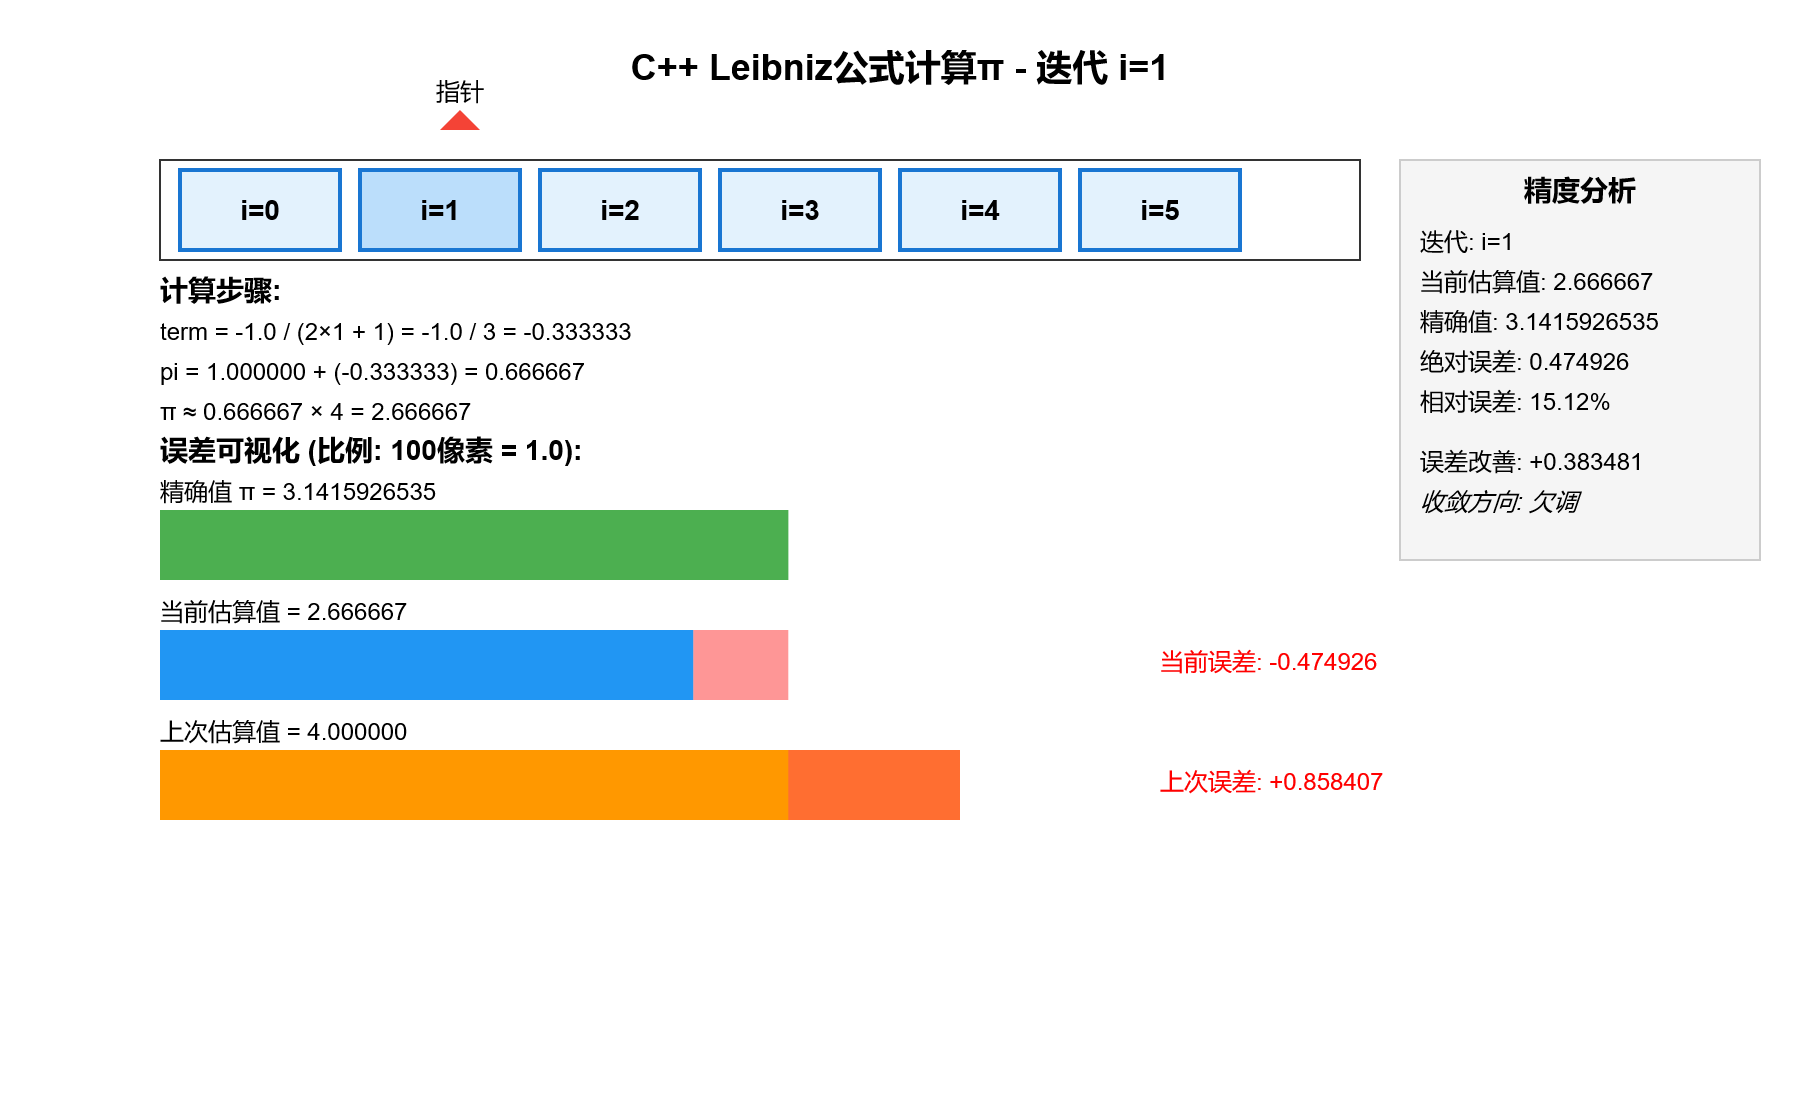 C++ Leibniz公式计算π - 迭代 i=1
指针
i=0 i=1 i=2 i=3 i=4 i=5
计算步骤:
term = -1.0 / (2×1 + 1) = -1.0 / 3 = -0.333333
pi = 1.000000 + (-0.333333) = 0.666667
π ≈ 0.666667 × 4 = 2.666667
误差可视化 (比例: 100像素 = 1.0):
精确值 π = 3.1415926535
当前估算值 = 2.666667
当前误差: -0.474926
上次估算值 = 4.000000
上次误差: +0.858407
精度分析
迭代: i=1
当前估算值: 2.666667
精确值: 3.1415926535
绝对误差: 0.474926
相对误差: 15.12%
误差改善: +0.383481
收敛方向: 欠调